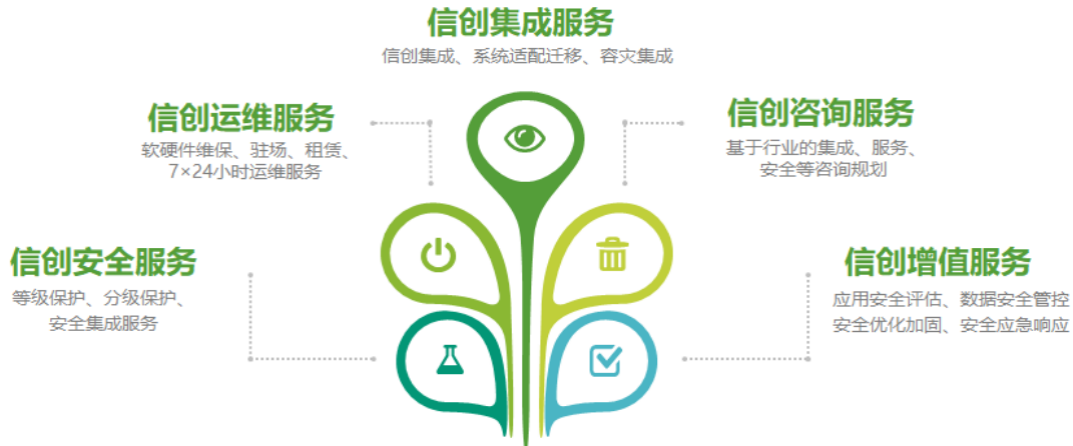 信创集成服务
信创集成、系统适配迁移、容灾集成
信创运维服务
软硬件维保、驻场、租赁、
7×24小时运维服务
信创咨询服务
基于行业的集成、服务、
安全等咨询规划
信创安全服务
等级保护、分级保护、
安全集成服务
信创增值服务
应用安全评估、数据安全管控
安全优化加固、安全应急响应